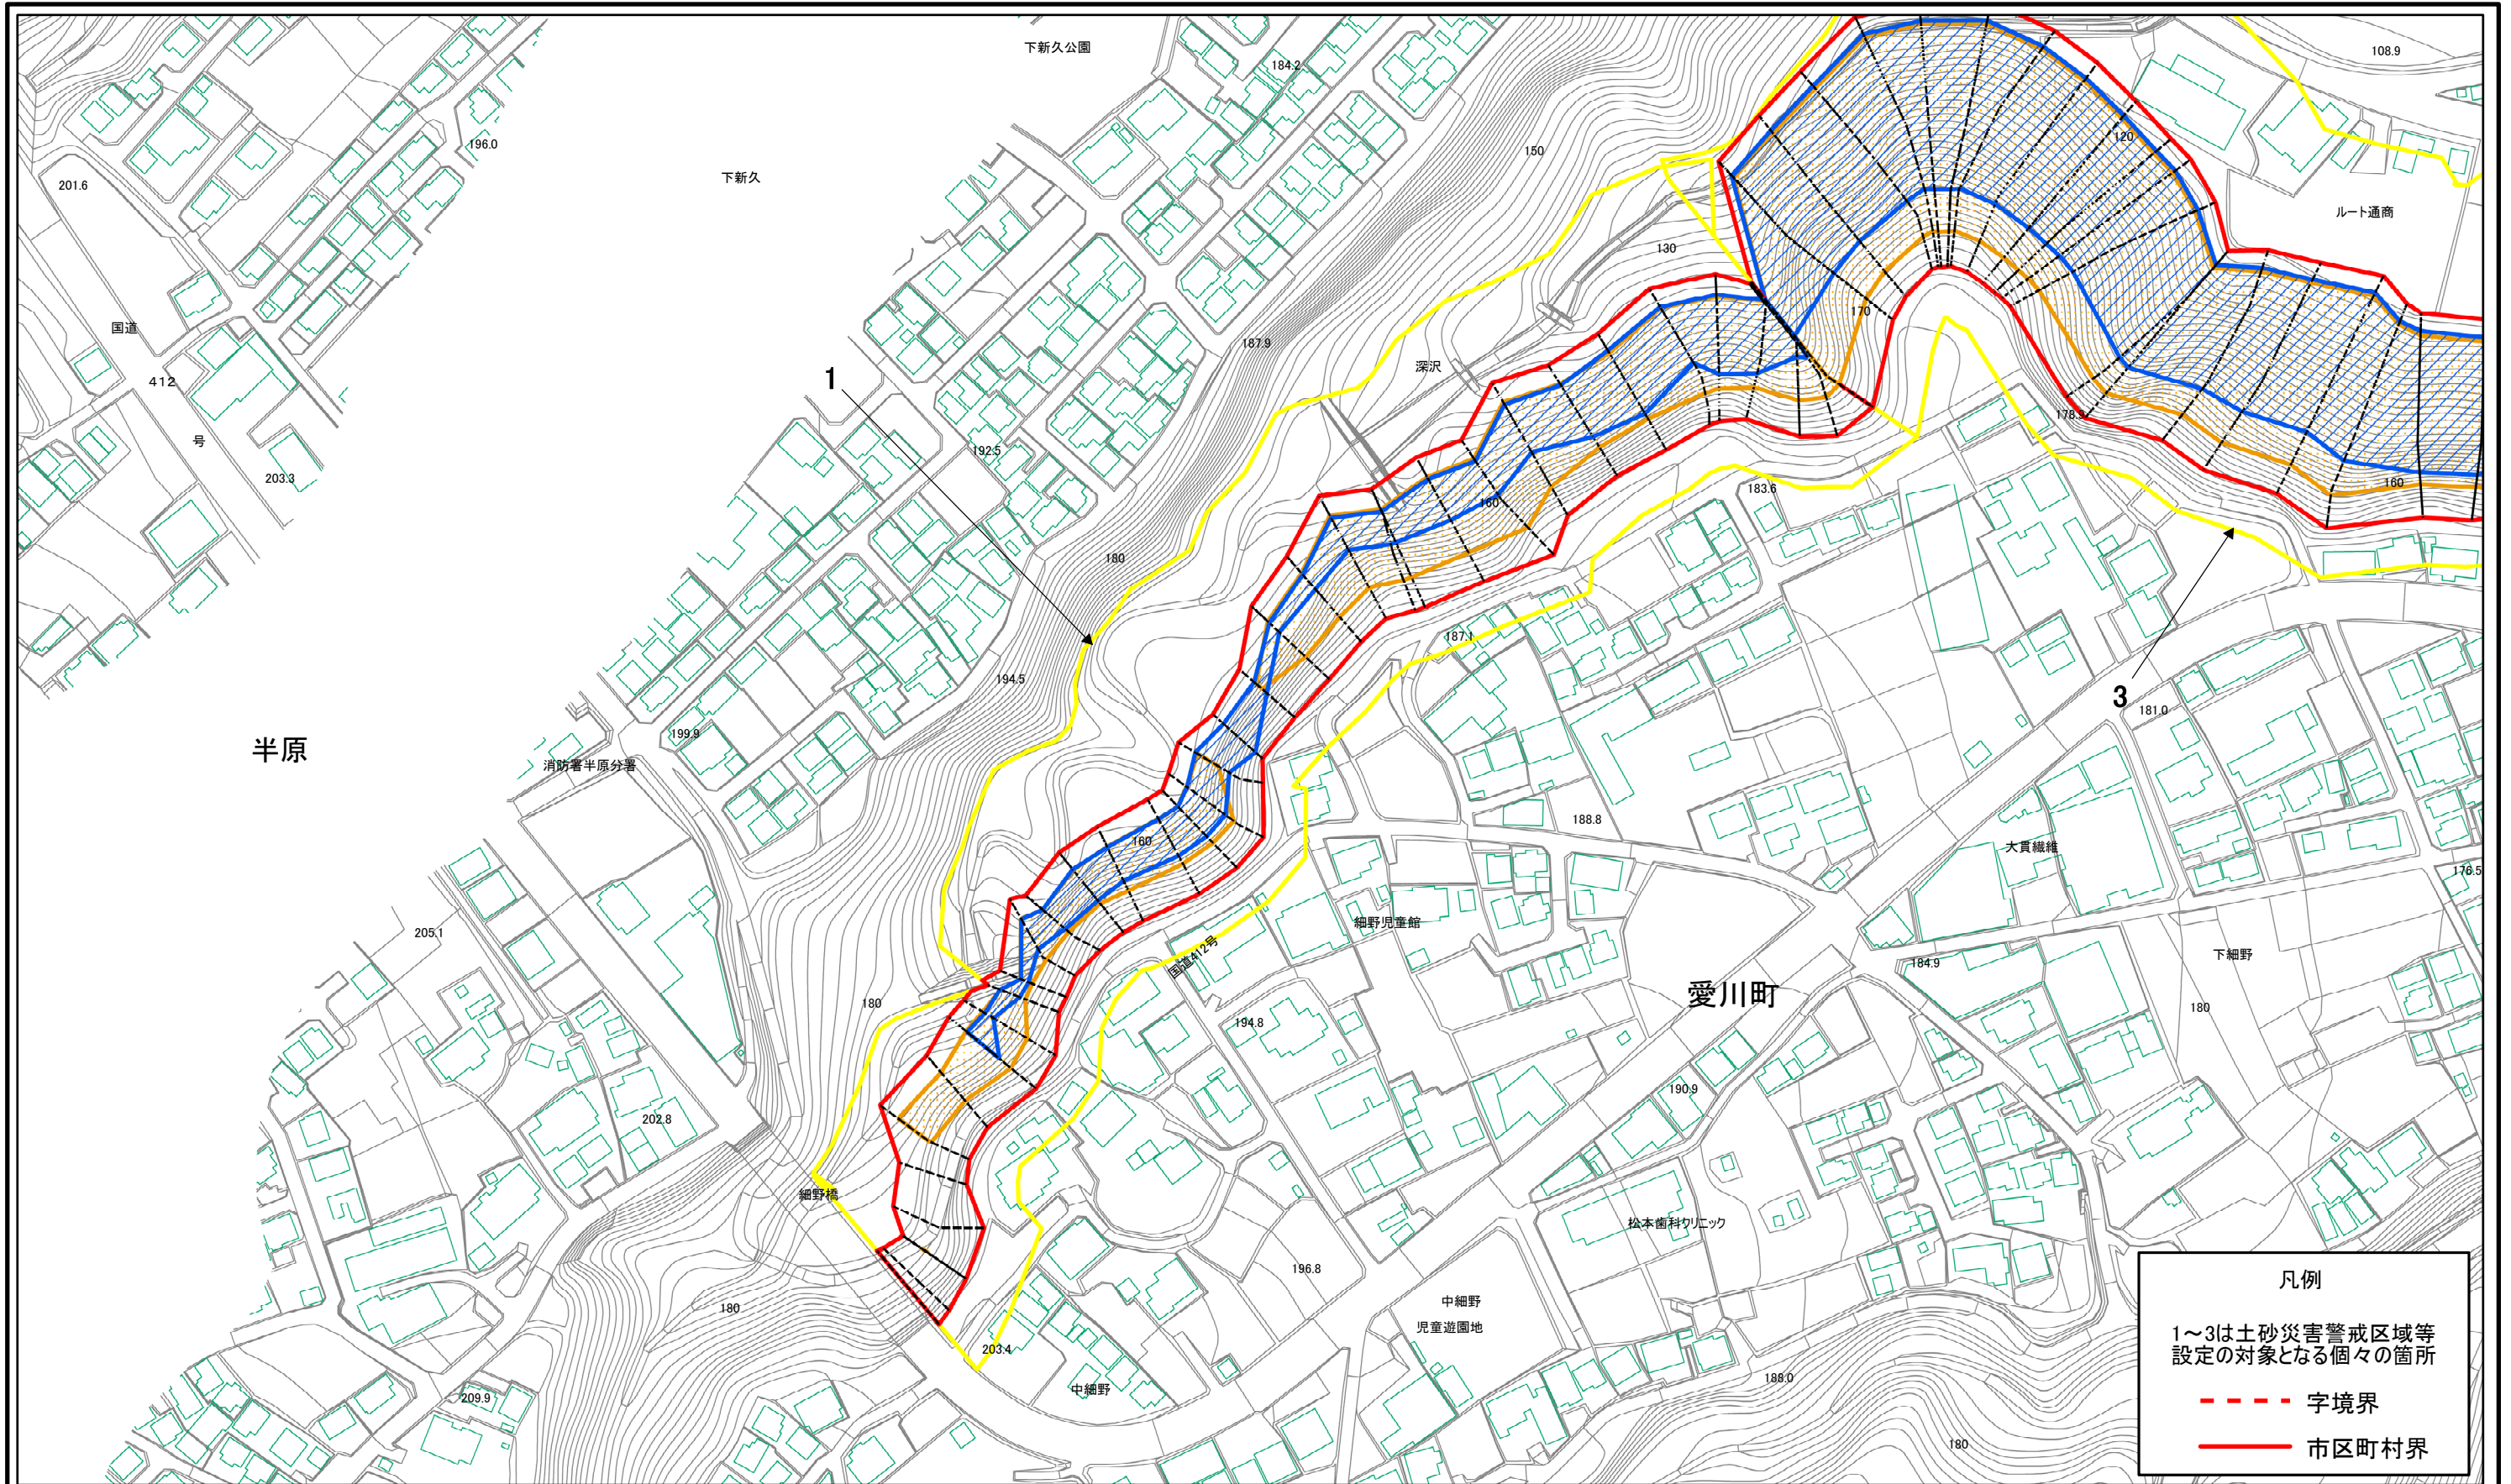 下新久公園
184.2
108.9
196.0
150
120
201.6
下新久
ルート通商
130
国道
187.9
170
412
深沢
1
号
178.3
192.5
203.3
183.6
160
160
180
187.1
194.5
3
181.0
199.9
半原
消防署半原分署
188.8
160
大貫繊維
176.5
細野児童館
205.1
国道412号
下細野
184.9
愛川町
180
180
194.8
190.9
202.8
細野橋
松本歯科クリニック
196.8
180
中細野
児童遊園地
203.4
188.0
中細野
209.9
180
凡例
1～3は土砂災害警戒区域等
設定の対象となる個々の箇所
字境界
市区町村界